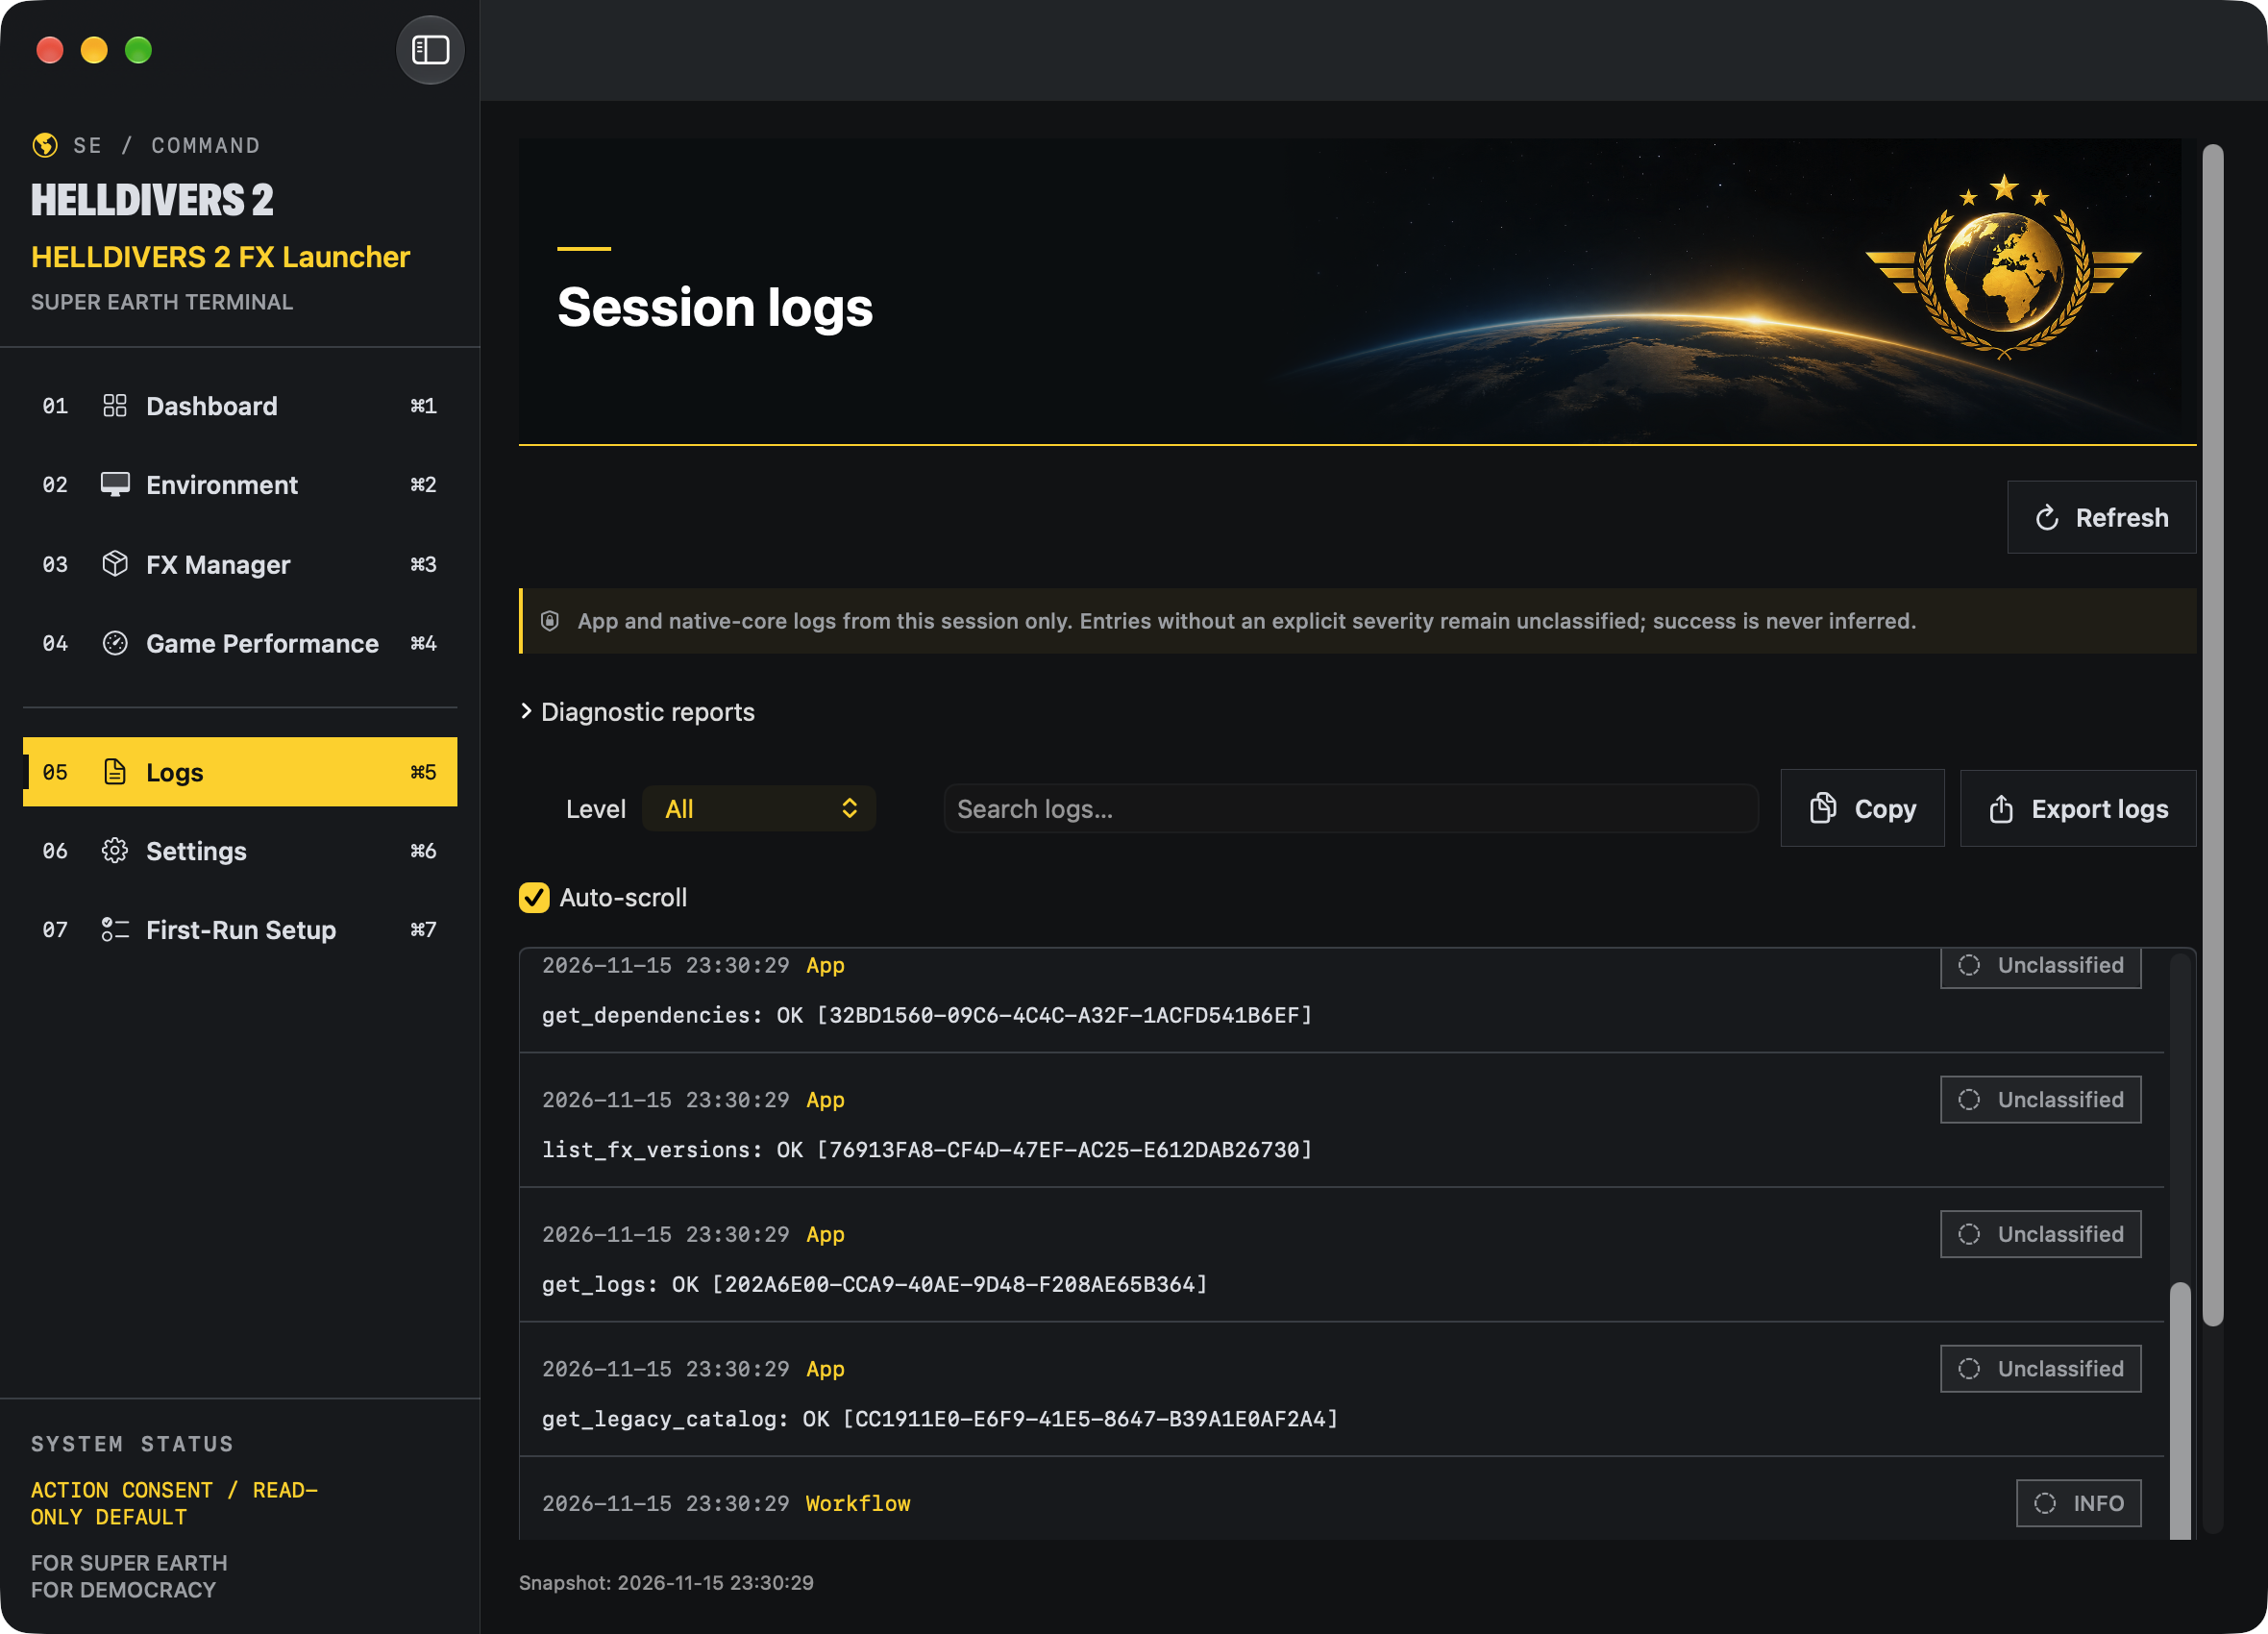 SE / COMMAND
HELLDIVERS 2
HELLDIVERS 2 FX Launcher
SUPER EARTH TERMINAL
01 Dashboard ⌘1
02 Environment ⌘2
03 FX Manager ⌘3
04 Game Performance ⌘4
05 Logs ⌘5
06 Settings ⌘6
07 First-Run Setup ⌘7
SYSTEM STATUS
ACTION CONSENT / READ-
ONLY DEFAULT
FOR SUPER EARTH
FOR DEMOCRACY
Session logs
Refresh
App and native-core logs from this session only. Entries without an explicit severity remain unclassified; success is never inferred.
Diagnostic reports
Level All Search logs... Copy Export logs
Auto-scroll
2026-11-15 23:30:29 App Unclassified
get_dependencies: OK [32BD1560-09C6-4C4C-A32F-1ACFD541B6EF]
2026-11-15 23:30:29 App Unclassified
list_fx_versions: OK [76913FA8-CF4D-47EF-AC25-E612DAB26730]
2026-11-15 23:30:29 App Unclassified
get_logs: OK [202A6E00-CCA9-40AE-9D48-F208AE65B364]
2026-11-15 23:30:29 App Unclassified
get_legacy_catalog: OK [CC1911E0-E6F9-41E5-8647-B39A1E0AF2A4]
2026-11-15 23:30:29 Workflow INFO
Snapshot: 2026-11-15 23:30:29